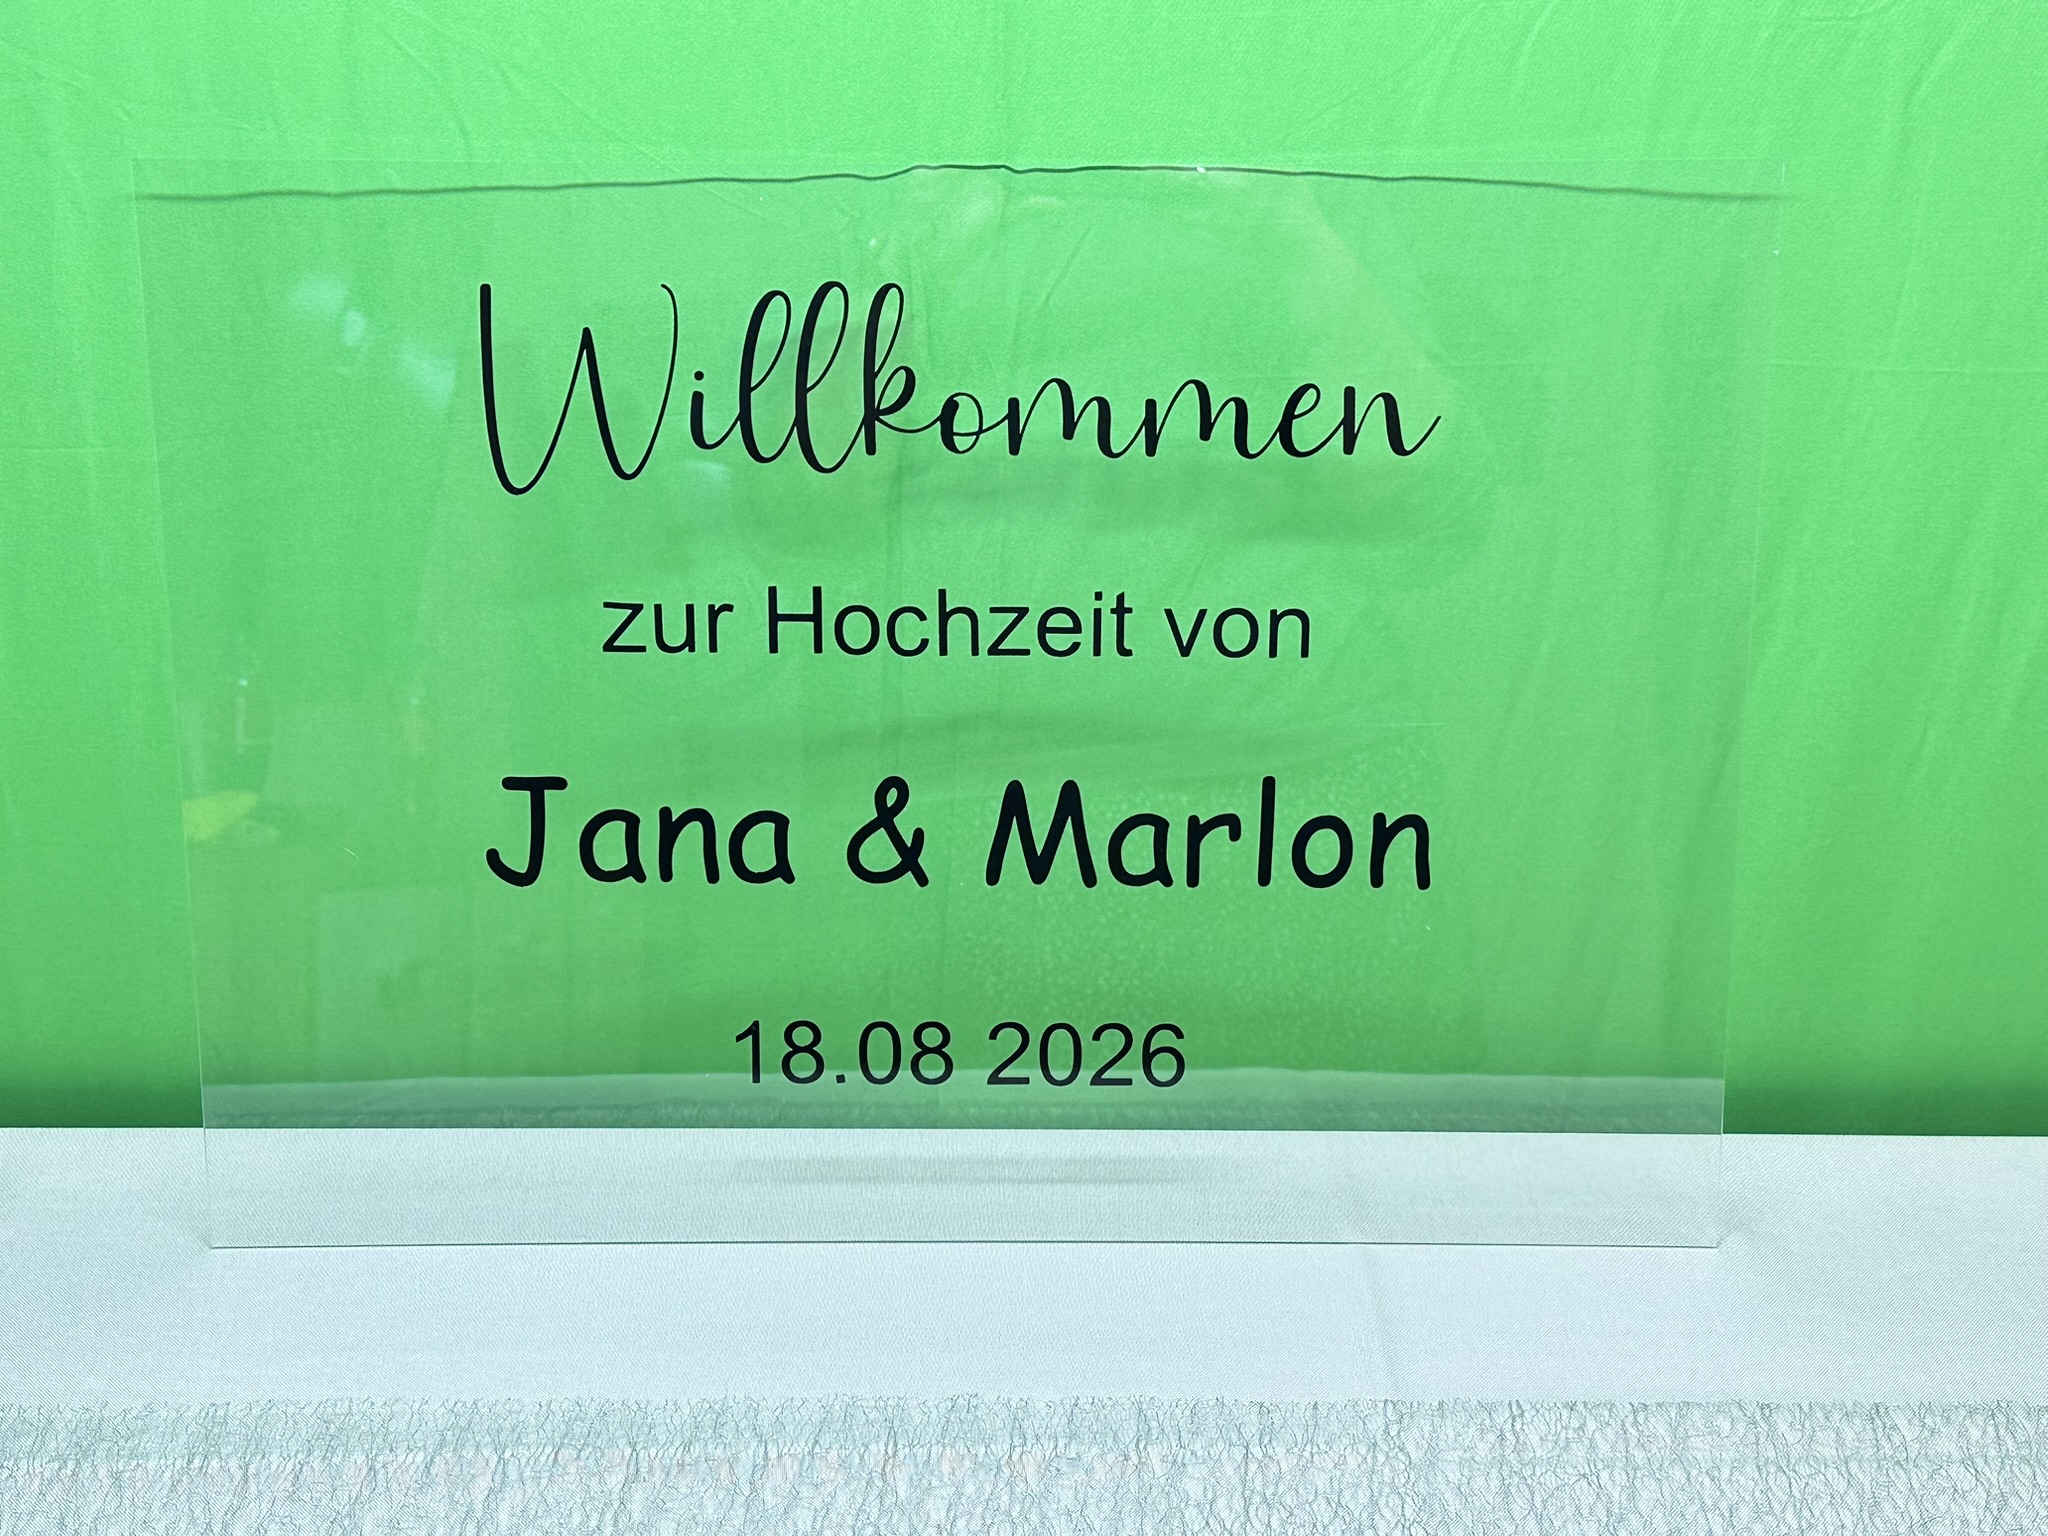 Willkommen
zur Hochzeit von
Jana & Marlon
18.08 2026